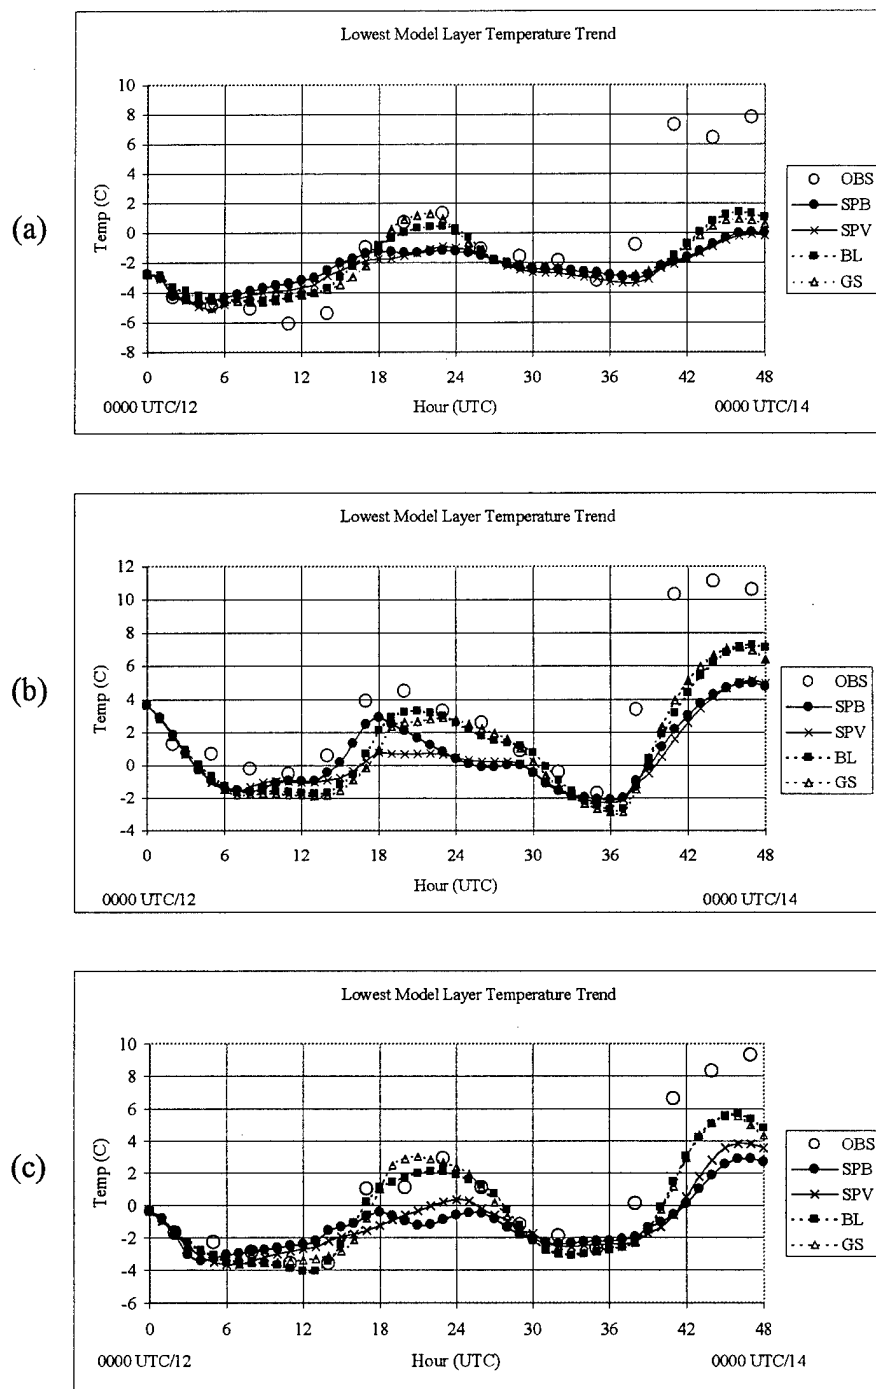 (a)
Lowest Model Layer Temperature Trend
Temp (C)
10
8
6
4
2
0
-2
-4
-6
-8
0 6 12 18 24 30 36 42 48
0000 UTC/12 Hour (UTC) 0000 UTC/14
OBS
SPB
SPV
BL
GS
(b)
Lowest Model Layer Temperature Trend
Temp (C)
12
10
8
6
4
2
0
-2
-4
0 6 12 18 24 30 36 42 48
0000 UTC/12 Hour (UTC) 0000 UTC/14
OBS
SPB
SPV
BL
GS
(c)
Lowest Model Layer Temperature Trend
Temp (C)
10
8
6
4
2
0
-2
-4
-6
0 6 12 18 24 30 36 42 48
0000 UTC/12 Hour (UTC) 0000 UTC/14
OBS
SPB
SPV
BL
GS